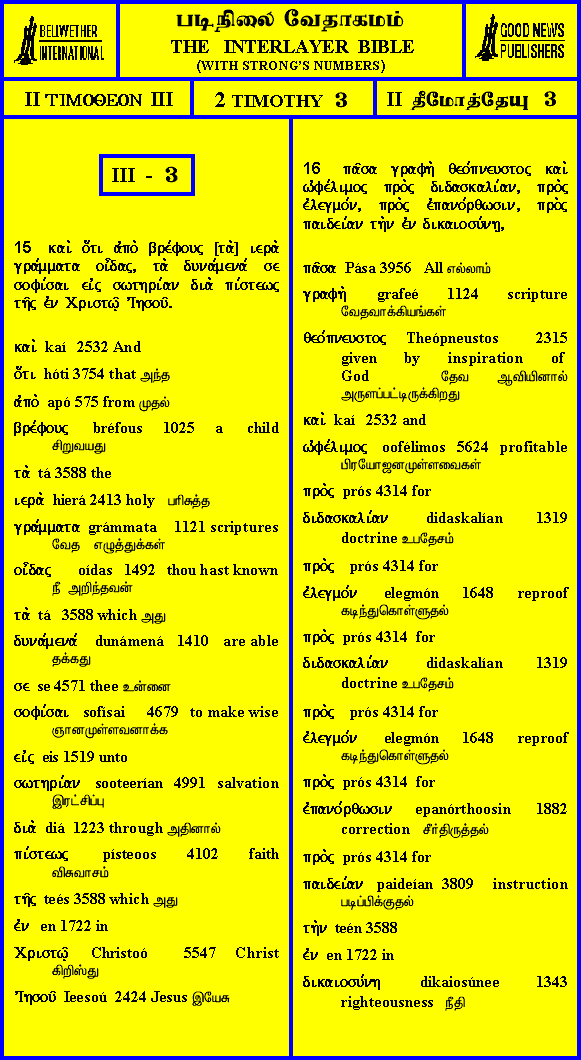 BELLWETHER
INTERNATIONAL
படிநிலை வேதாகமம்
THE INTERLAYER BIBLE
(WITH STRONG'S NUMBERS)
GOOD NEWS
PUBLISHERS
II ΤΙΜΟΘΕΟΝ III
2 TIMOTHY 3
II தீமோத்தேயு 3
III - 3
15 καὶ ὅτι ἀπὸ βρέφους [τὰ] ιερὰ
γράμματα οἶδας, τὰ δυνάμενά σε
σοφίσαι εἰς σωτηρίαν διὰ πίστεως
τῆς ἐν Χριστῷ Ἰησοῦ.
καὶ kaí 2532 And
ὅτι hóti 3754 that அந்த
ἀπὸ apó 575 from முதல்
βρέφους bréfous 1025 a child
சிறுவயது
τὰ tá 3588 the
ιερὰ hierá 2413 holy பரிசுத்த
γράμματα grámmata 1121 scriptures
வேத எழுத்துக்கள்
οἶδας oídas 1492 thou hast known
நீ அறிந்தவன்
τὰ tá 3588 which அது
δυνάμενά dunámená 1410 are able
தக்கது
σε se 4571 thee உன்னை
σοφίσαι sofísai 4679 to make wise
ஞானமுள்ளவனாக்க
εἰς eis 1519 unto
σωτηρίαν sooteerían 4991 salvation
இரட்சிப்பு
διὰ diá 1223 through அதினால்
πίστεως písteoos 4102 faith
விசுவாசம்
τῆς teés 3588 which அது
ἐν en 1722 in
Χριστῷ Christoó 5547 Christ
கிறிஸ்து
Ἰησοῦ Ieesoú 2424 Jesus இயேசு
16 πᾶσα γραφὴ θεόπνευστος καὶ
ὠφέλιμος πρὸς διδασκαλίαν, πρὸς
ἐλεγμόν, πρὸς ἐπανόρθωσιν, πρὸς
παιδείαν τὴν ἐν δικαιοσύνῃ,
πᾶσα Pása 3956 All எல்லாம்
γραφὴ grafeé 1124 scripture
வேதவாக்கியங்கள்
θεόπνευστος Theópneustos 2315
given by inspiration of
God தேவ ஆவியினால்
அருளப்பட்டிருக்கிறது
καὶ kaí 2532 and
ὠφέλιμος oofélimos 5624 profitable
பிரயோஜனமுள்ளவைகள்
πρὸς prós 4314 for
διδασκαλίαν didaskalían 1319
doctrine உபதேசம்
πρὸς prós 4314 for
ἐλεγμόν elegmón 1648 reproof
கடிந்துகொள்ளுதல்
πρὸς prós 4314 for
διδασκαλίαν didaskalían 1319
doctrine உபதேசம்
πρὸς prós 4314 for
ἐλεγμόν elegmón 1648 reproof
கடிந்துகொள்ளுதல்
πρὸς prós 4314 for
ἐπανόρθωσιν epanórthoosin 1882
correction சீர்திருத்தல்
πρὸς prós 4314 for
παιδείαν paideían 3809 instruction
படிப்பிக்குதல்
τὴν teén 3588
ἐν en 1722 in
δικαιοσύνη dikaiosúnee 1343
righteousness நீதி